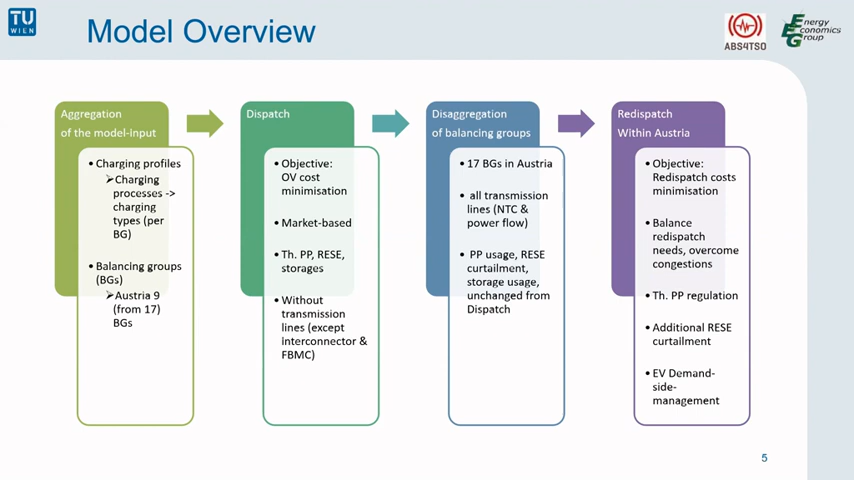 TU
WIEN
Model Overview
ABS4TSO
Energy
Economics
Group
Aggregation
of the model-input
• Charging profiles
➢Charging
processes ->
charging
types (per
BG)
• Balancing groups
(BGs)
➢Austria 9
(from 17)
BGs
Dispatch
• Objective:
OV cost
minimisation
• Market-based
• Th. PP, RESE,
storages
• Without
transmission
lines (except
interconnector &
FBMC)
Disaggregation
of balancing groups
• 17 BGs in Austria
• all transmission
lines (NTC &
power flow)
• PP usage, RESE
curtailment,
storage usage,
unchanged from
Dispatch
Redispatch
Within Austria
• Objective:
Redispatch costs
minimisation
• Balance
redispatch
needs, overcome
congestions
• Th. PP regulation
• Additional RESE
curtailment
• EV Demand-
side-
management
5